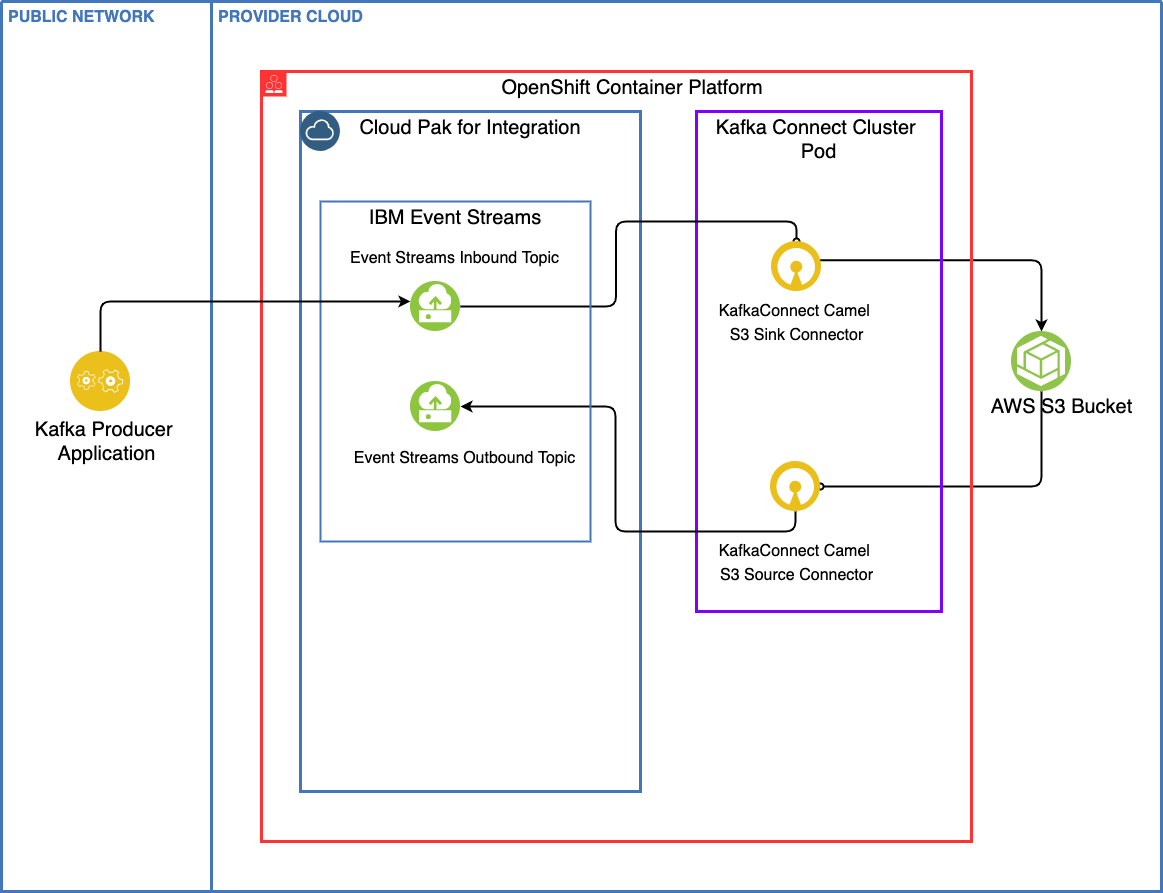 PUBLIC NETWORK
PROVIDER CLOUD
OpenShift Container Platform
Cloud Pak for Integration
Kafka Connect Cluster
Pod
IBM Event Streams
Event Streams Inbound Topic
KafkaConnect Camel
S3 Sink Connector
AWS S3 Bucket
Kafka Producer
Application
Event Streams Outbound Topic
KafkaConnect Camel
S3 Source Connector